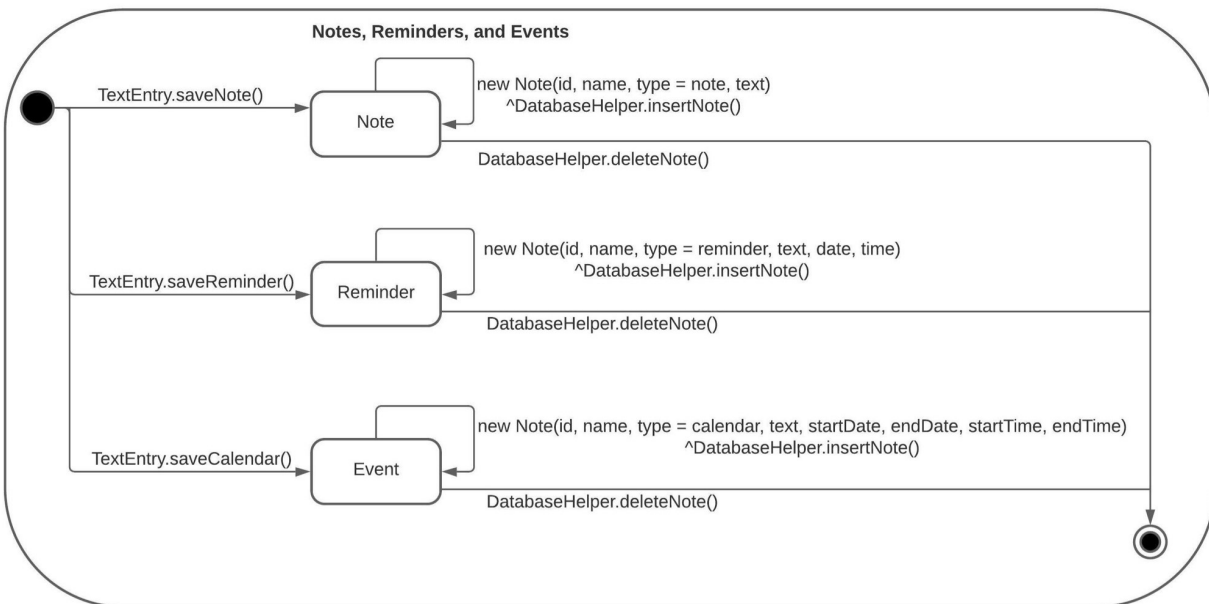 Notes, Reminders, and Events
TextEntry.saveNote()
new Note(id, name, type = note, text)
^DatabaseHelper.insertNote()
Note
DatabaseHelper.deleteNote()
new Note(id, name, type = reminder, text, date, time)
^DatabaseHelper.insertNote()
TextEntry.saveReminder()
Reminder
DatabaseHelper.deleteNote()
new Note(id, name, type = calendar, text, startDate, endDate, startTime, endTime)
^DatabaseHelper.insertNote()
TextEntry.saveCalendar()
Event
DatabaseHelper.deleteNote()